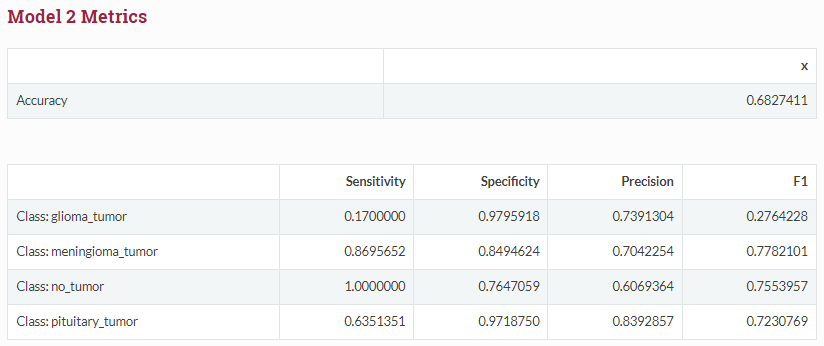 Model 2 Metrics
x
Accuracy 0.6827411
Sensitivity Specificity Precision F1
Class: glioma_tumor 0.1700000 0.9795918 0.7391304 0.2764228
Class: meningioma_tumor 0.8695652 0.8494624 0.7042254 0.7782101
Class: no_tumor 1.0000000 0.7647059 0.6069364 0.7553957
Class: pituitary_tumor 0.6351351 0.9718750 0.8392857 0.7230769